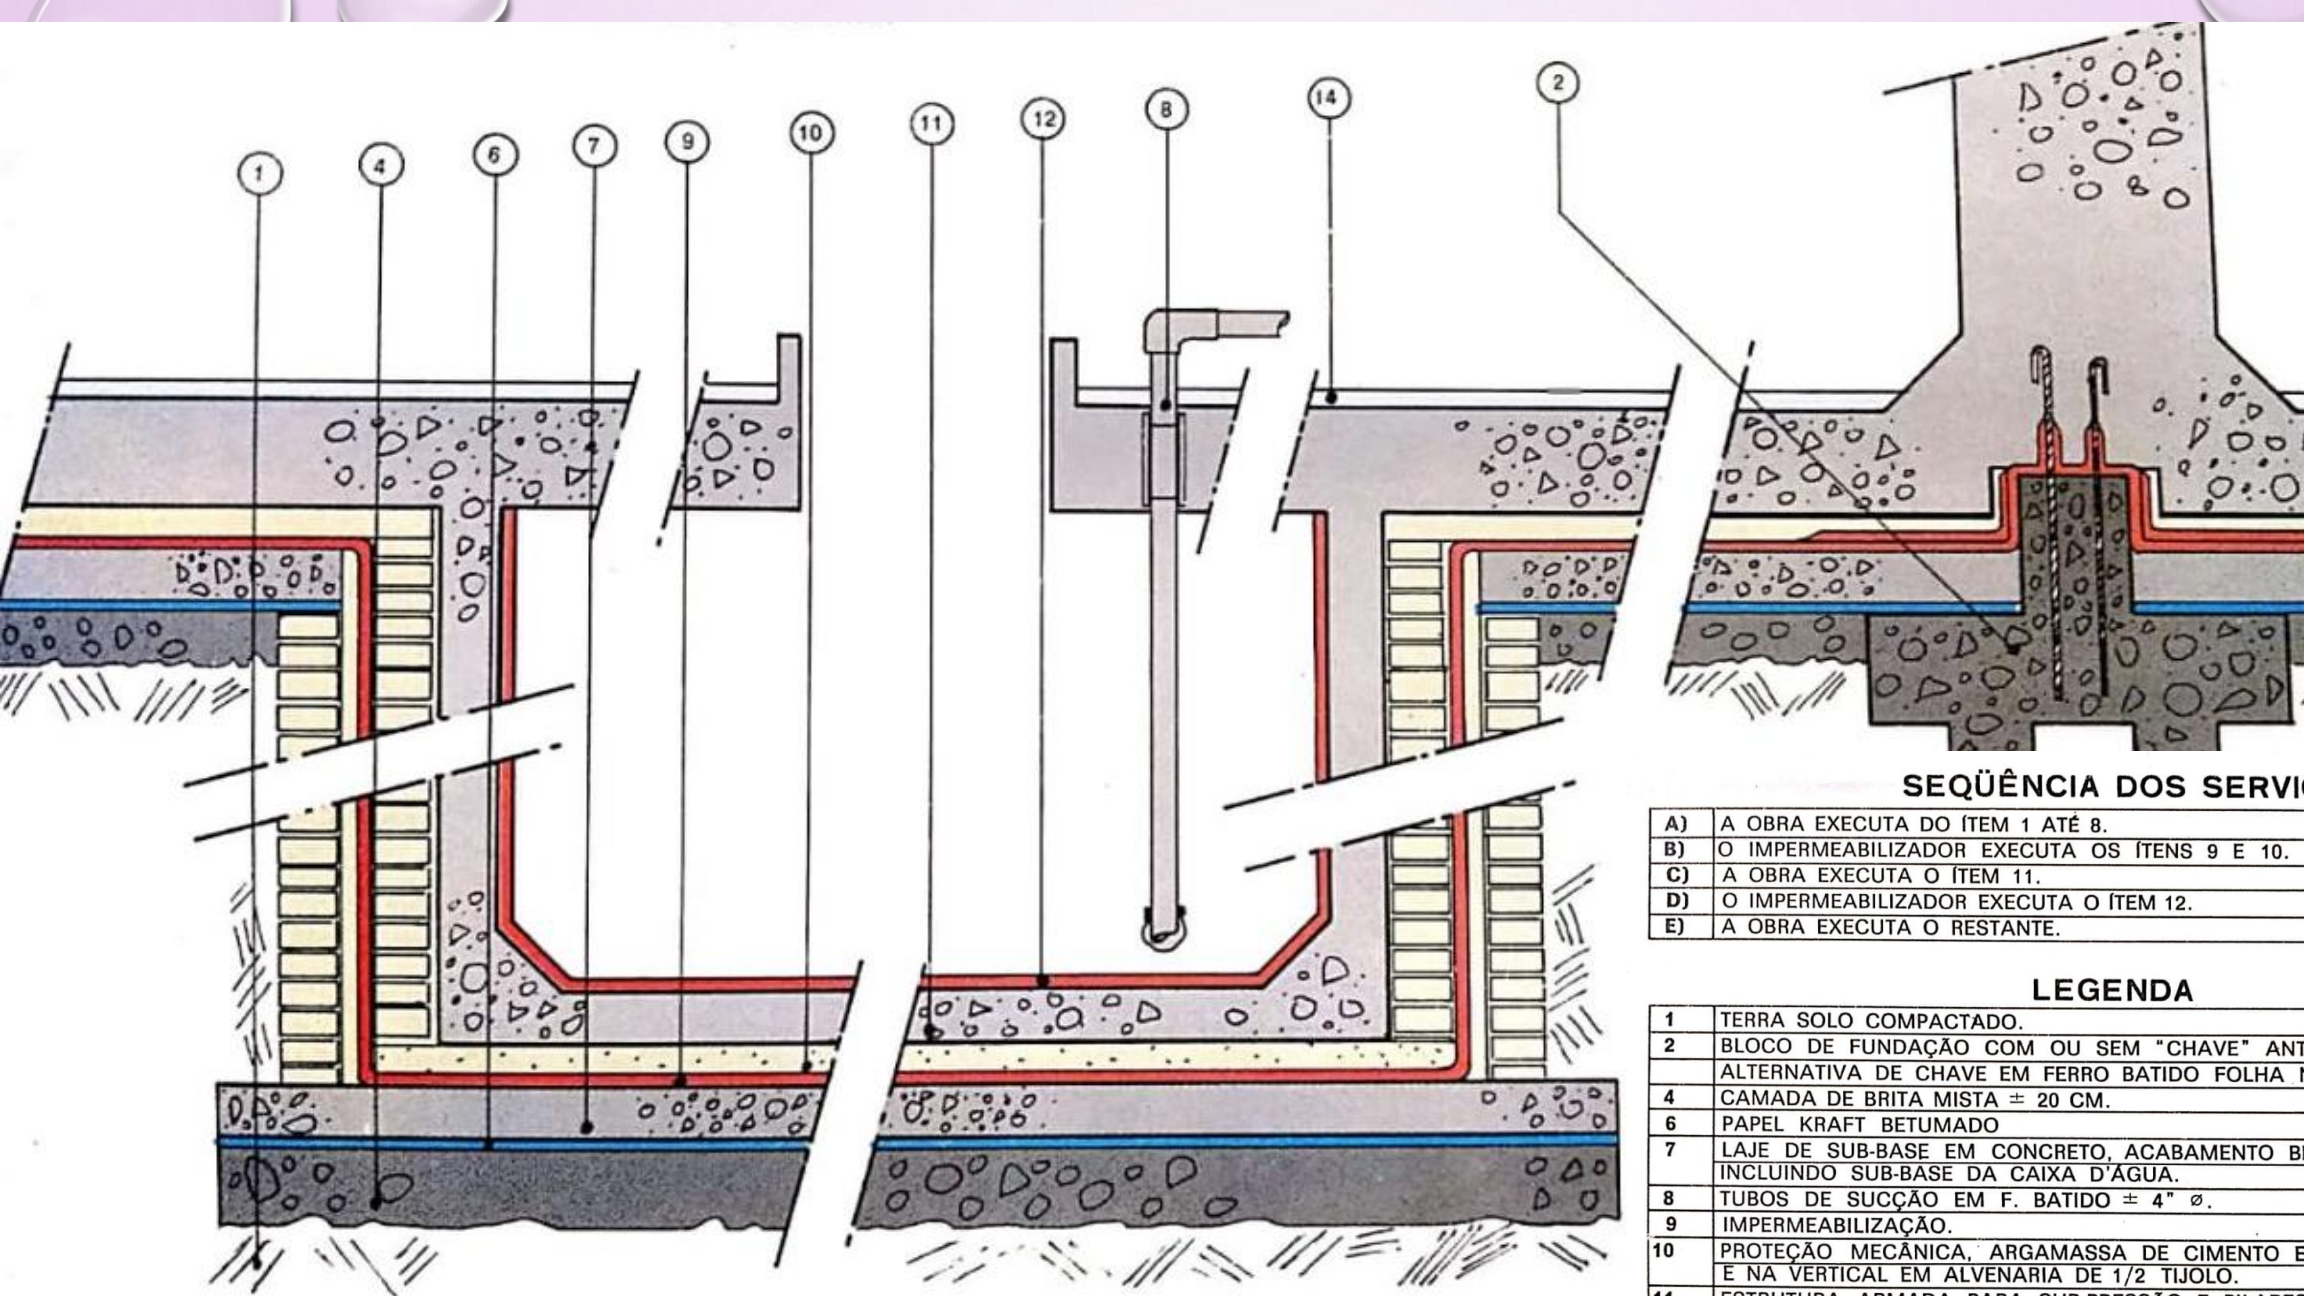 1
4
6
7
9
10
11
12
8
14
2
SEQÜÊNCIA DOS SERVI
A) A OBRA EXECUTA DO ÍTEM 1 ATÉ 8.
B) O IMPERMEABILIZADOR EXECUTA OS ÍTENS 9 E 10.
C) A OBRA EXECUTA O ÍTEM 11.
D) O IMPERMEABILIZADOR EXECUTA O ÍTEM 12.
E) A OBRA EXECUTA O RESTANTE.
LEGENDA
1 TERRA SOLO COMPACTADO.
2 BLOCO DE FUNDAÇÃO COM OU SEM "CHAVE" ANT
ALTERNATIVA DE CHAVE EM FERRO BATIDO FOLHA
4 CAMADA DE BRITA MISTA ± 20 CM.
6 PAPEL KRAFT BETUMADO
7 LAJE DE SUB-BASE EM CONCRETO, ACABAMENTO
INCLUINDO SUB-BASE DA CAIXA D'ÁGUA.
8 TUBOS DE SUCÇÃO EM F. BATIDO ± 4" ø.
9 IMPERMEABILIZAÇÃO.
10 PROTEÇÃO MECÂNICA, ARGAMASSA DE CIMENTO E
E NA VERTICAL EM ALVENARIA DE 1/2 TIJOLO.